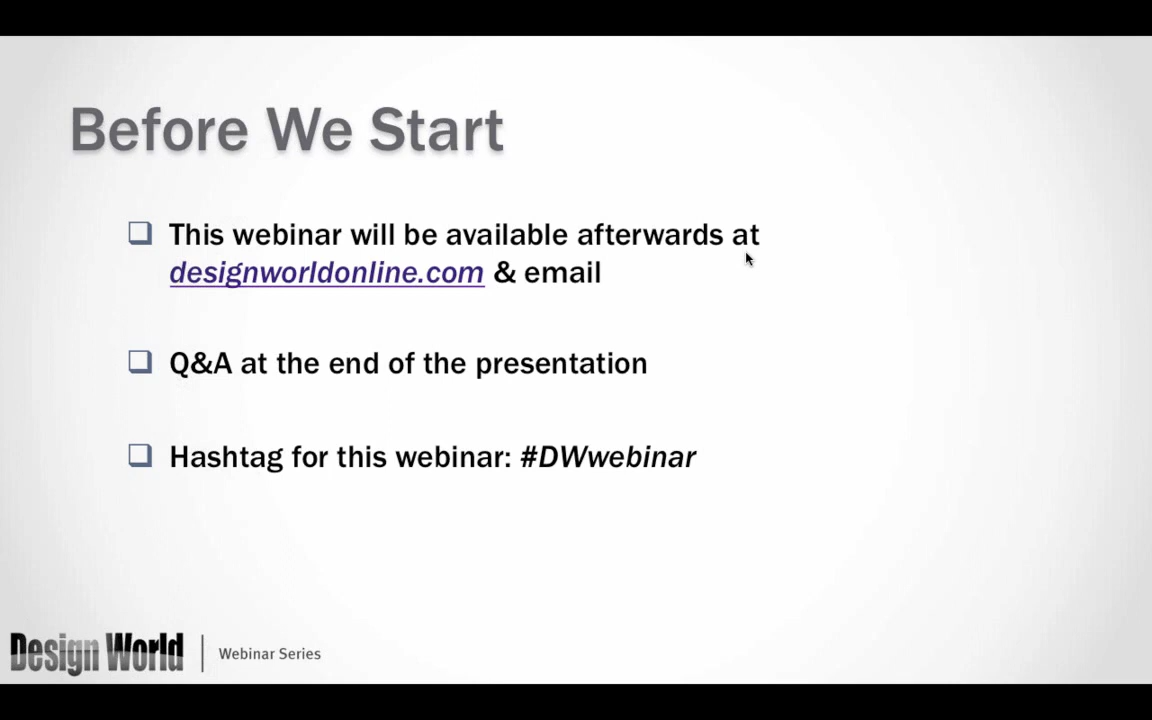 Before We Start
This webinar will be available afterwards at
designworldonline.com & email
Q&A at the end of the presentation
Hashtag for this webinar: #DWwebinar
Design World
Webinar Series